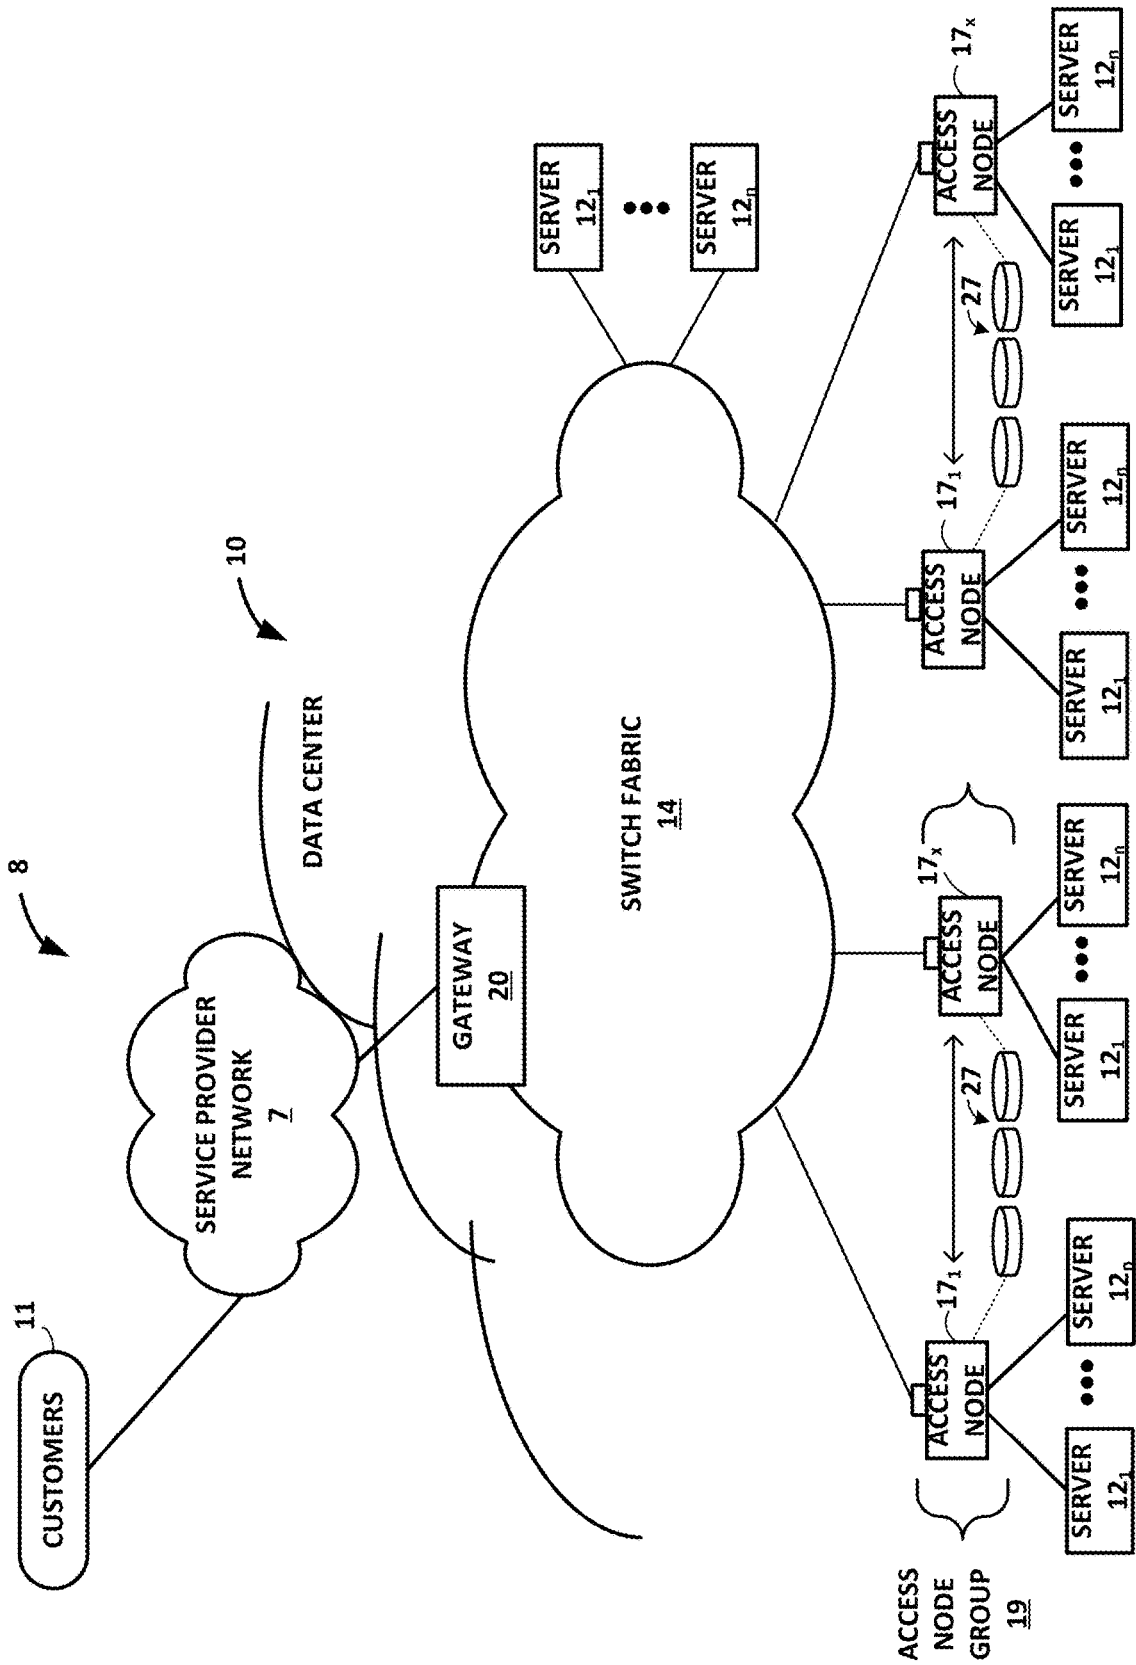 8
10
CUSTOMERS
11
SERVICE PROVIDER
NETWORK
7
DATA CENTER
GATEWAY
20
SWITCH FABRIC
14
SERVER
12₁
SERVER
12ₙ
ACCESS
NODE
GROUP
19
ACCESS
NODE
17₁
27
ACCESS
NODE
17ₓ
ACCESS
NODE
17₁
27
ACCESS
NODE
17ₓ
SERVER
12₁
SERVER
12ₙ
SERVER
12₁
SERVER
12ₙ
SERVER
12₁
SERVER
12ₙ
SERVER
12₁
SERVER
12ₙ